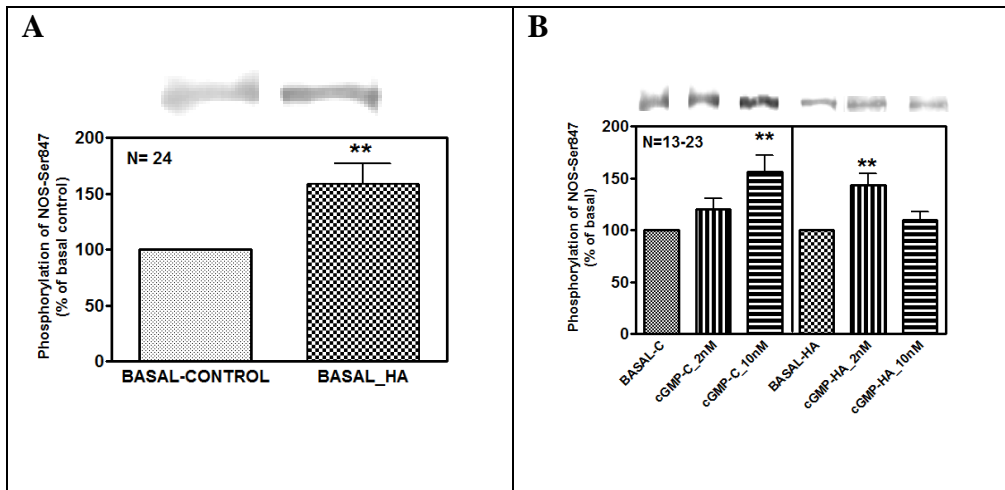 A
200
150
100
50
0
Phosphorylation of NOS-Ser847
(% of basal control)
N= 24
**
BASAL-CONTROL
BASAL_HA
B
200
150
100
50
0
Phosphorylation of NOS-Ser847
(% of basal)
N=13-23
**
**
BASAL-C
cGMP-C_2nM
cGMP-C_10nM
BASAL-HA
cGMP-HA_2nM
cGMP-HA_10nM